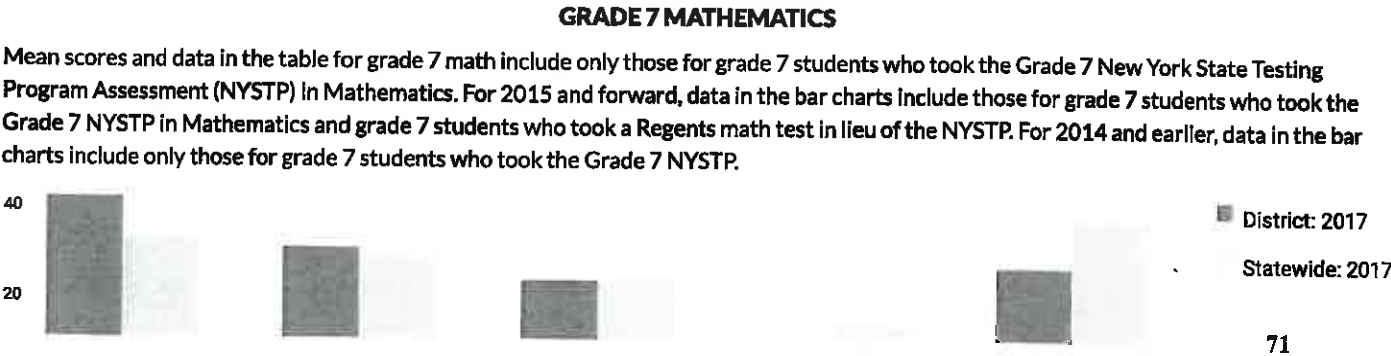 GRADE 7 MATHEMATICS
Mean scores and data in the table for grade 7 math include only those for grade 7 students who took the Grade 7 New York State Testing
Program Assessment (NYSTP) in Mathematics. For 2015 and forward, data in the bar charts include those for grade 7 students who took the
Grade 7 NYSTP in Mathematics and grade 7 students who took a Regents math test in lieu of the NYSTP. For 2014 and earlier, data in the bar
charts include only those for grade 7 students who took the Grade 7 NYSTP.
40
District: 2017
Statewide: 2017
20
71